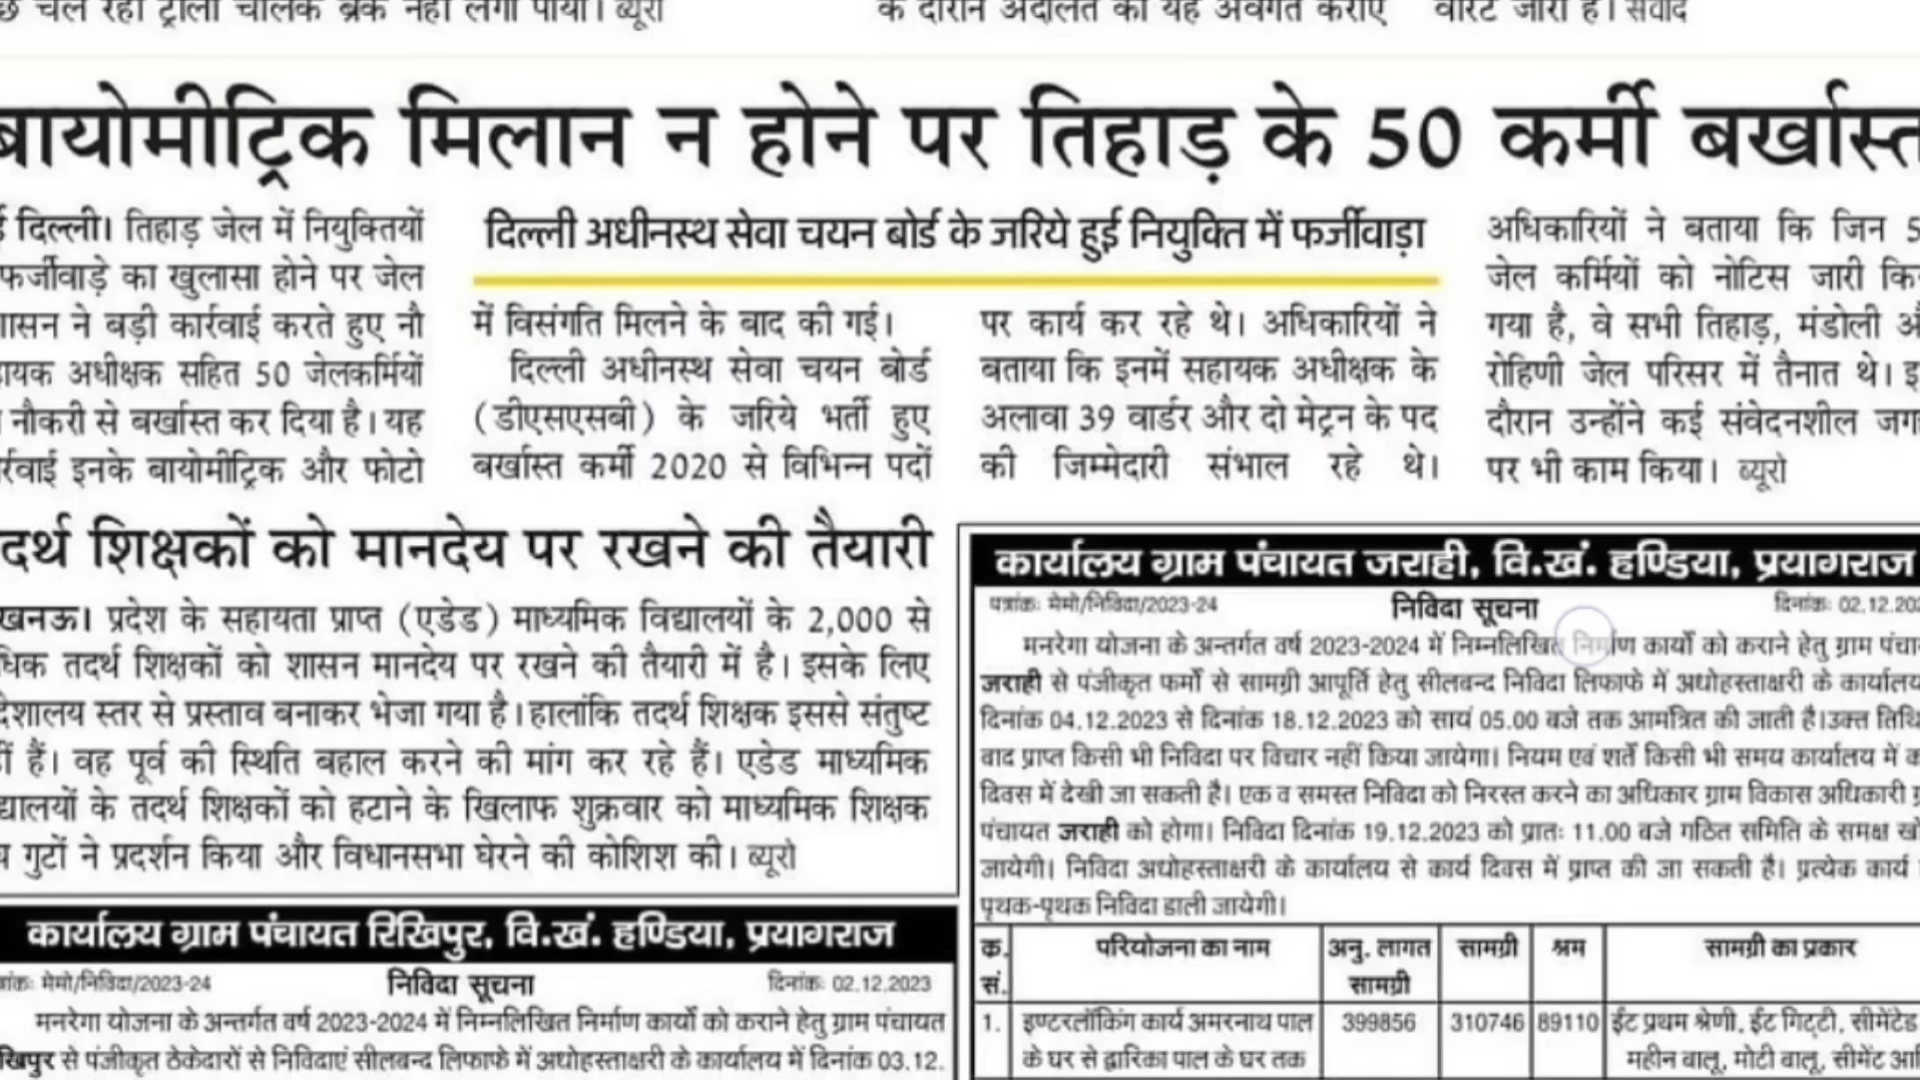 चल रहा ट्राली चालक ब्रेक नहीं लगा पाया। ब्यूरो
के दौरान अदालत को यह अवगत कराए
वारंट जारी है। संवाद
बायोमीट्रिक मिलान न होने पर तिहाड़ के 50 कर्मी बर्खास्त
दिल्ली। तिहाड़ जेल में नियुक्तियों
फर्जीवाड़े का खुलासा होने पर जेल
ासन ने बड़ी कार्रवाई करते हुए नौ
ायक अधीक्षक सहित 50 जेलकर्मियों
नौकरी से बर्खास्त कर दिया है। यह
र्रवाई इनके बायोमीट्रिक और फोटो
दिल्ली अधीनस्थ सेवा चयन बोर्ड के जरिये हुई नियुक्ति में फर्जीवाड़ा
में विसंगति मिलने के बाद की गई।
दिल्ली अधीनस्थ सेवा चयन बोर्ड
(डीएसएसबी) के जरिये भर्ती हुए
बर्खास्त कर्मी 2020 से विभिन्न पदों
पर कार्य कर रहे थे। अधिकारियों ने
बताया कि इनमें सहायक अधीक्षक के
अलावा 39 वार्डर और दो मेट्रन के पद
की जिम्मेदारी संभाल रहे थे।
अधिकारियों ने बताया कि जिन 5
जेल कर्मियों को नोटिस जारी कि
गया है, वे सभी तिहाड़, मंडोली औ
रोहिणी जेल परिसर में तैनात थे। इ
दौरान उन्होंने कई संवेदनशील जग
पर भी काम किया। ब्यूरो
दर्थ शिक्षकों को मानदेय पर रखने की तैयारी
खनऊ। प्रदेश के सहायता प्राप्त (एडेड) माध्यमिक विद्यालयों के 2,000 से
धिक तदर्थ शिक्षकों को शासन मानदेय पर रखने की तैयारी में है। इसके लिए
देशालय स्तर से प्रस्ताव बनाकर भेजा गया है। हालांकि तदर्थ शिक्षक इससे संतुष्ट
हैं। वह पूर्व की स्थिति बहाल करने की मांग कर रहे हैं। एडेड माध्यमिक
द्यालयों के तदर्थ शिक्षकों को हटाने के खिलाफ शुक्रवार को माध्यमिक शिक्षक
गुटों ने प्रदर्शन किया और विधानसभा घेरने की कोशिश की। ब्यूरो
कार्यालय ग्राम पंचायत रिखिपुर, वि.खं. हण्डिया, प्रयागराज
ांकः मेमो/निविदा/2023-24 निविदा सूचना दिनांकः 02.12.2023
मनरेगा योजना के अन्तर्गत वर्ष 2023-2024 में निम्नलिखित निर्माण कार्यों को कराने हेतु ग्राम पंचायत
खिपुर से पंजीकृत ठेकेदारों से निविदाएं सीलबन्द लिफाफे में अधोहस्ताक्षरी के कार्यालय में दिनांक 03.12.
कार्यालय ग्राम पंचायत जराही, वि.खं. हण्डिया, प्रयागराज
पत्रांकः मेमो/निविदा/2023-24 निविदा सूचना दिनांकः 02.12.202
मनरेगा योजना के अन्तर्गत वर्ष 2023-2024 में निम्नलिखित निर्माण कार्यों को कराने हेतु ग्राम पंचा
जराही से पंजीकृत फर्मो से सामग्री आपूर्ति हेतु सीलबन्द निविदा लिफाफे में अधोहस्ताक्षरी के कार्यालय
दिनांक 04.12.2023 से दिनांक 18.12.2023 को सायं 05.00 बजे तक आमंत्रित की जाती है।उक्त तिथि
वाद प्राप्त किसी भी निविदा पर विचार नहीं किया जायेगा। नियम एवं शर्ते किसी भी समय कार्यालय में क
दिवस में देखी जा सकती है। एक व समस्त निविदा को निरस्त करने का अधिकार ग्राम विकास अधिकारी ग्र
पंचायत जराही को होगा। निविदा दिनांक 19.12.2023 को प्रातः 11.00 बजे गठित समिति के समक्ष खो
जायेगी। निविदा अधोहस्ताक्षरी के कार्यालय से कार्य दिवस में प्राप्त की जा सकती है। प्रत्येक कार्य
पृथक-पृथक निविदा डाली जायेगी।
क. सं. परियोजना का नाम अनु. लागत सामग्री सामग्री श्रम सामग्री का प्रकार
1. इण्टरलॉकिंग कार्य अमरनाथ पाल 399856 310746 89110 ईंट प्रथम श्रेणी, ईंट गिट्टी, सीमेंटेड
के घर से द्वारिका पाल के घर तक महीन वालू, मोटी वालू, सीमेंट आ